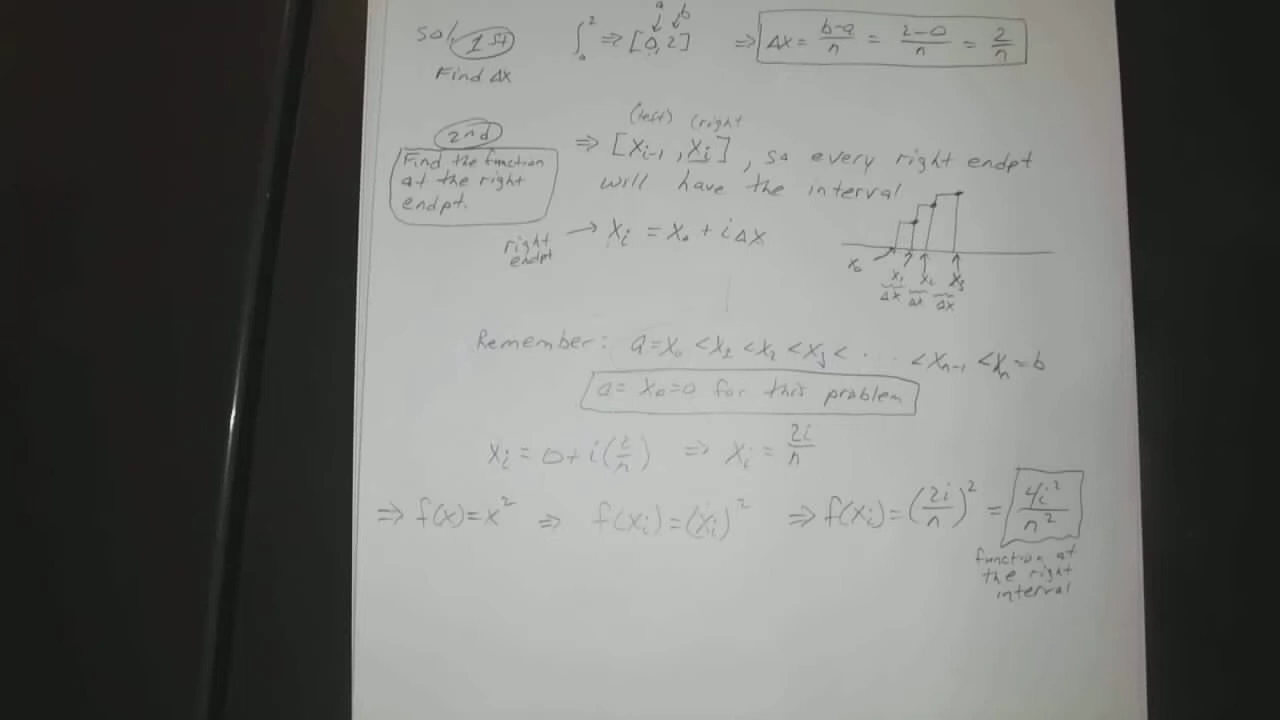 sol. 1st ∫₀² ⇒ [0,2] ⇒ Δx = b-a/n = 2-0/n = 2/n
a b
Find Δx
2nd
Find the function
at the right
endpt.
(left) (right
⇒ [xᵢ₋₁, xᵢ], so every right endpt
will have the interval
right
endpt
→ xᵢ = x₀ + iΔx
x₀ x₁ x₂ x₃
Δx Δx Δx
Remember: a = x₀ < x₁ < x₂ < x₃ < ... < xₙ₋₁ < xₙ = b
a = x₀ = 0 for this problem
xᵢ = 0 + i(2/n) ⇒ xᵢ = 2i/n
⇒ f(x) = x² ⇒ f(xᵢ) = (xᵢ)² ⇒ f(xᵢ) = (2i/n)² = 4i²/n²
function at
the right
interval